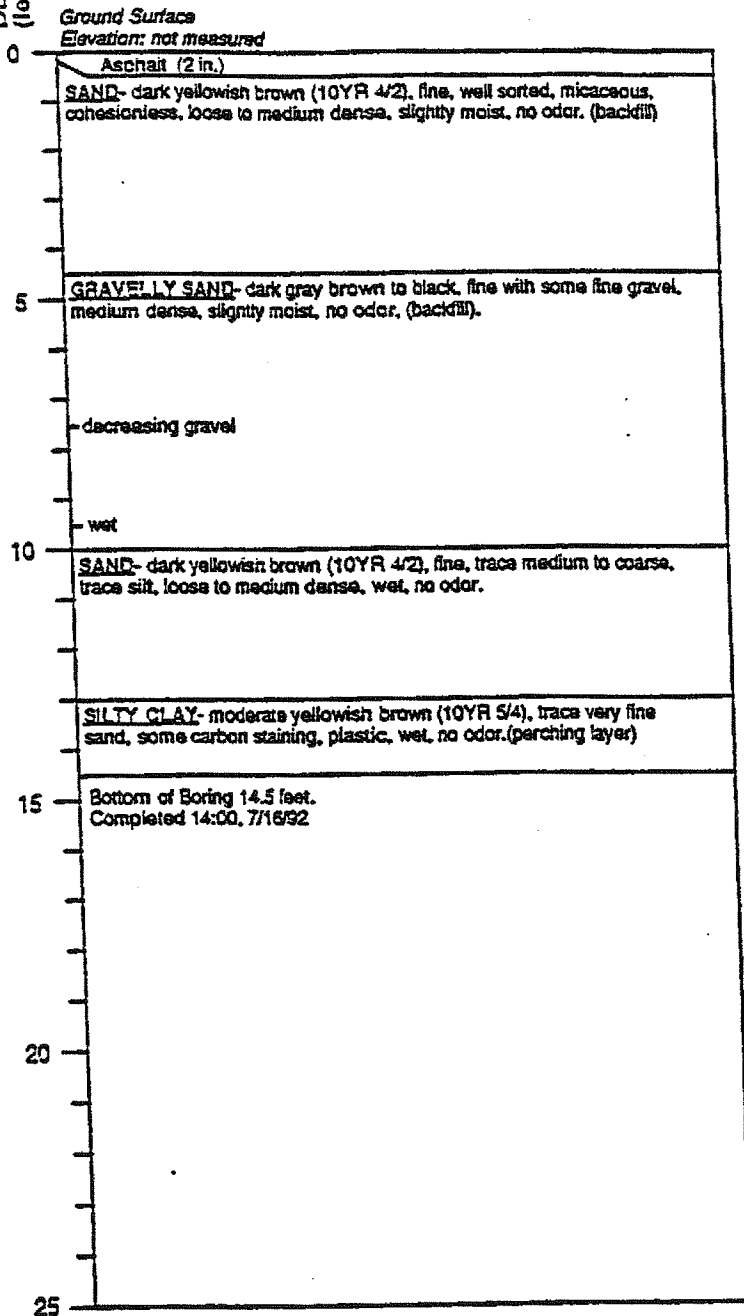 Ground Surface
Elevation: not measured
0
Aschait (2 in.)
SAND- dark yellowish brown (10YR 4/2), fine, well sorted, micaceous,
cohesionless, loose to medium dense, slightly moist, no odor. (backfill)
GRAVELLY SAND- dark gray brown to black, fine with some fine gravel,
5
medium dense, slightly moist, no odor, (backfill).
decreasing gravel
wet
10
SAND- dark yellowish brown (10YR 4/2), fine, trace medium to coarse,
trace silt, loose to medium dense, wet, no odor.
SILTY CLAY- moderate yellowish brown (10YR 5/4), trace very fine
sand, some carbon staining, plastic, wet, no odor.(perching layer)
15
Bottom of Boring 14.5 feet.
Completed 14:00, 7/16/92
20
25